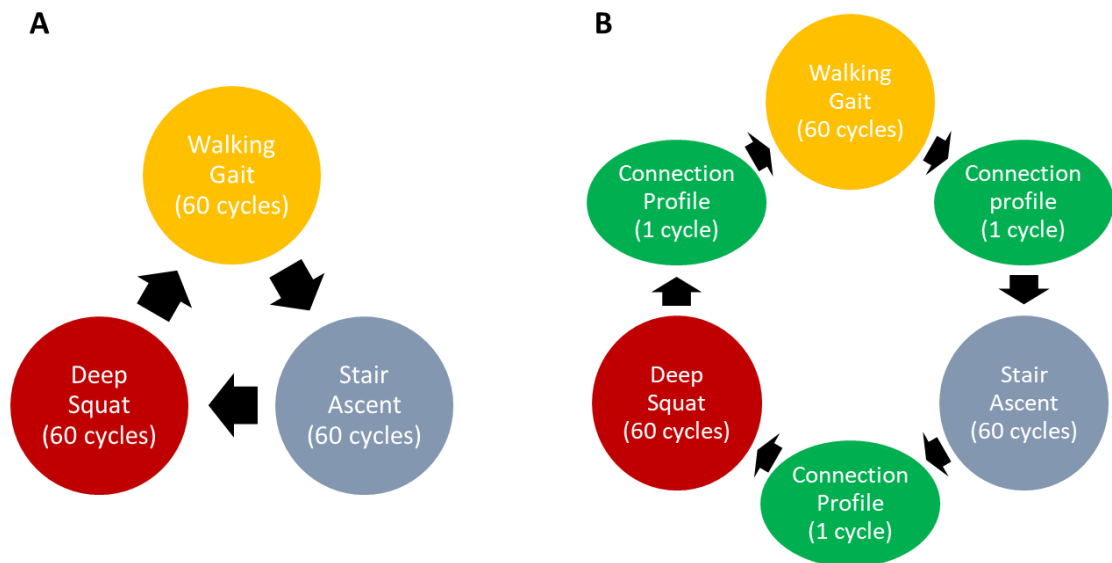 A
Walking
Gait
(60 cycles)
Deep
Squat
(60 cycles)
Stair
Ascent
(60 cycles)
B
Walking
Gait
(60 cycles)
Connection
Profile
(1 cycle)
Connection
profile
(1 cycle)
Deep
Squat
(60 cycles)
Stair
Ascent
(60 cycles)
Connection
Profile
(1 cycle)